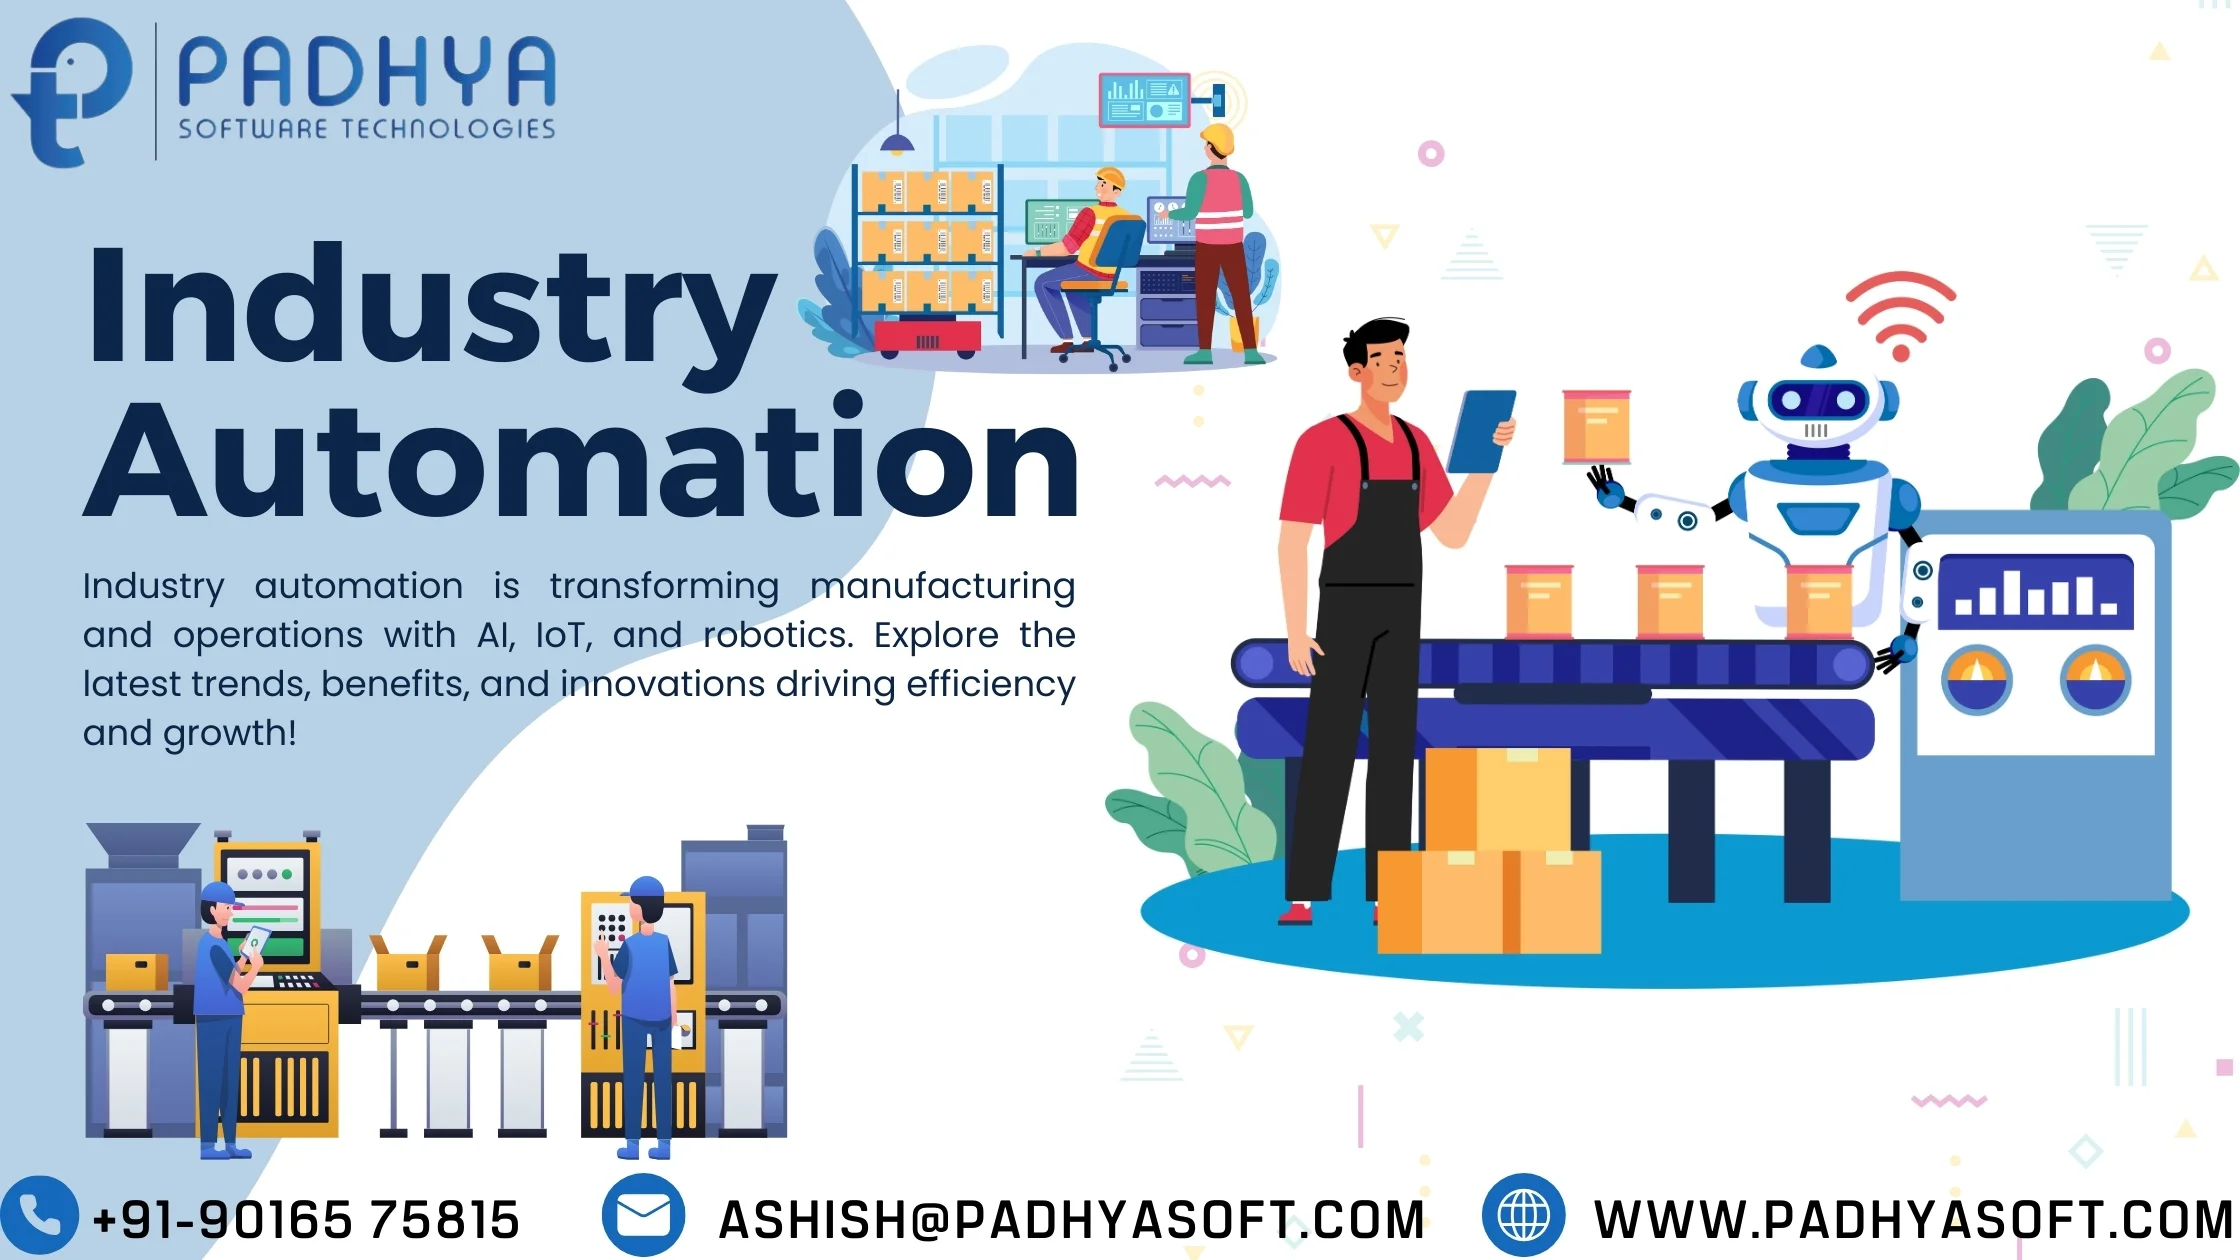 PADHYA
SOFTWARE TECHNOLOGIES
Industry
Automation
Industry automation is transforming manufacturing
and operations with AI, IoT, and robotics. Explore the
latest trends, benefits, and innovations driving efficiency
and growth!
+91-90165 75815
ASHISH@PADHYASOFT.COM
WWW.PADHYASOFT.COM